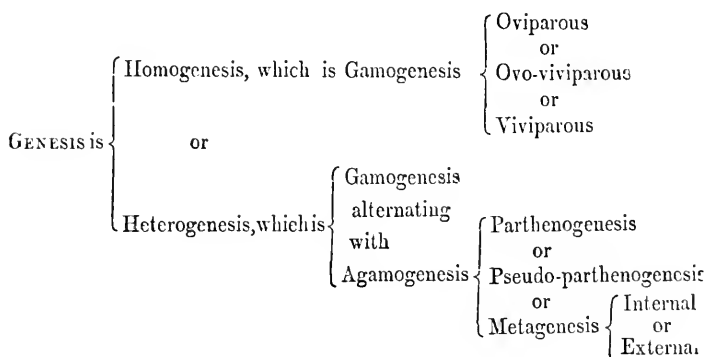 Oviparous
or
Homogenesis, which is Gamogenesis
Ovo-viviparous
or
Viviparous
GENESIS is
or
Gamogenesis
alternating
Heterogenesis, which is
with
Parthenogenesis
or
Agamogenesis
Pseudo-parthenogenesis
or
Internal
Metagenesis
or
External